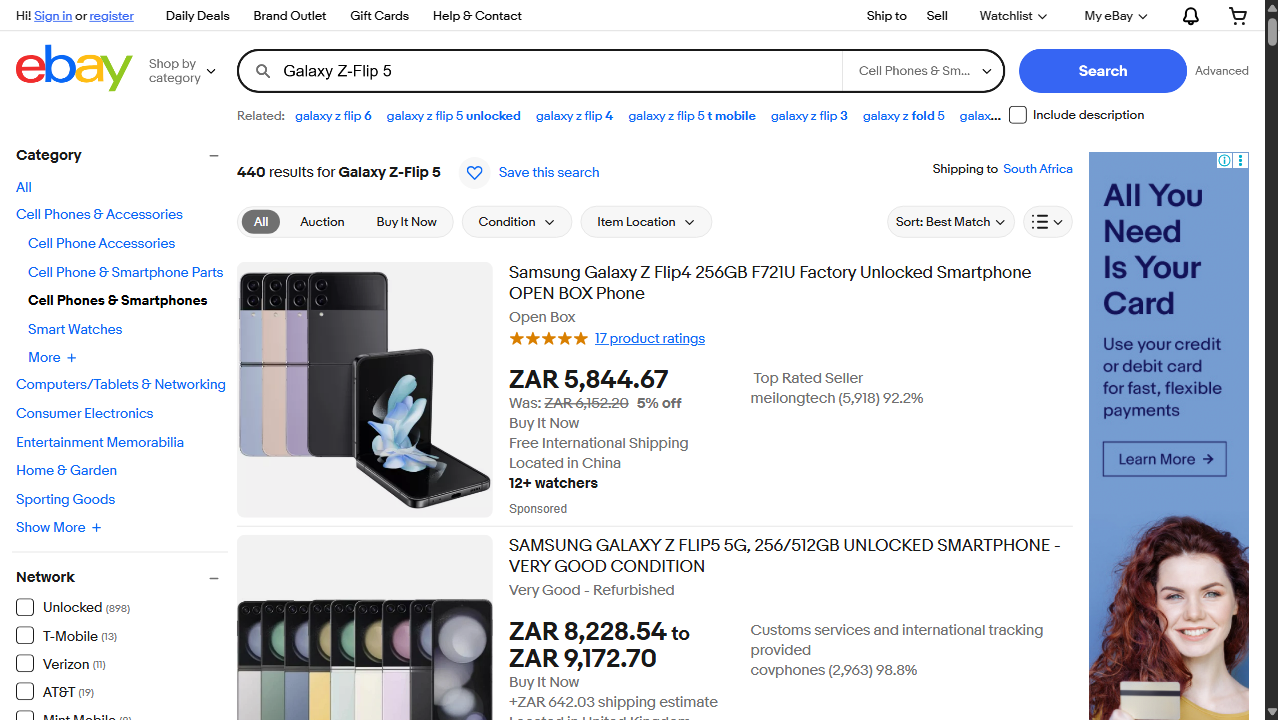 Hi! Sign in or register
Daily Deals
Brand Outlet
Gift Cards
Help & Contact
Ship to
Sell
Watchlist
My eBay
ebay
Shop by
category
Galaxy Z-Flip 5
Cell Phones & Sm...
Search
Advanced
Related:
galaxy z flip 6
galaxy z flip 5 unlocked
galaxy z flip 4
galaxy z flip 5 t mobile
galaxy z flip 3
galaxy z fold 5
galax...
Include description
Category
All
Cell Phones & Accessories
Cell Phone Accessories
Cell Phone & Smartphone Parts
Cell Phones & Smartphones
Smart Watches
More +
Computers/Tablets & Networking
Consumer Electronics
Entertainment Memorabilia
Home & Garden
Sporting Goods
Show More +
Network
Unlocked (898)
T-Mobile (13)
Verizon (11)
AT&T (19)
Mint Mobile
440 results for Galaxy Z-Flip 5
Save this search
Shipping to South Africa
All
Auction
Buy It Now
Condition
Item Location
Sort: Best Match
Samsung Galaxy Z Flip4 256GB F721U Factory Unlocked Smartphone
OPEN BOX Phone
Open Box
17 product ratings
ZAR 5,844.67
Was: ZAR 6,152.20 5% off
Buy It Now
Free International Shipping
Located in China
12+ watchers
Sponsored
Top Rated Seller
meilongtech (5,918) 92.2%
SAMSUNG GALAXY Z FLIP5 5G, 256/512GB UNLOCKED SMARTPHONE -
VERY GOOD CONDITION
Very Good - Refurbished
ZAR 8,228.54 to
ZAR 9,172.70
Buy It Now
+ZAR 642.03 shipping estimate
Located in United Kingdom
Customs services and international tracking
provided
covphones (2,963) 98.8%
All You
Need
Is Your
Card
Use your credit
or debit card
for fast, flexible
payments
Learn More →